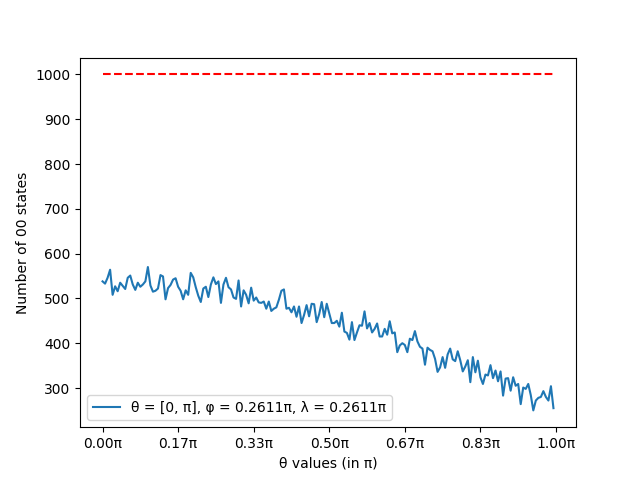 1000
900
800
700
600
500
400
300
Number of 00 states
θ = [0, π], φ = 0.2611π, λ = 0.2611π
0.00π 0.17π 0.33π 0.50π 0.67π 0.83π 1.00π
θ values (in π)